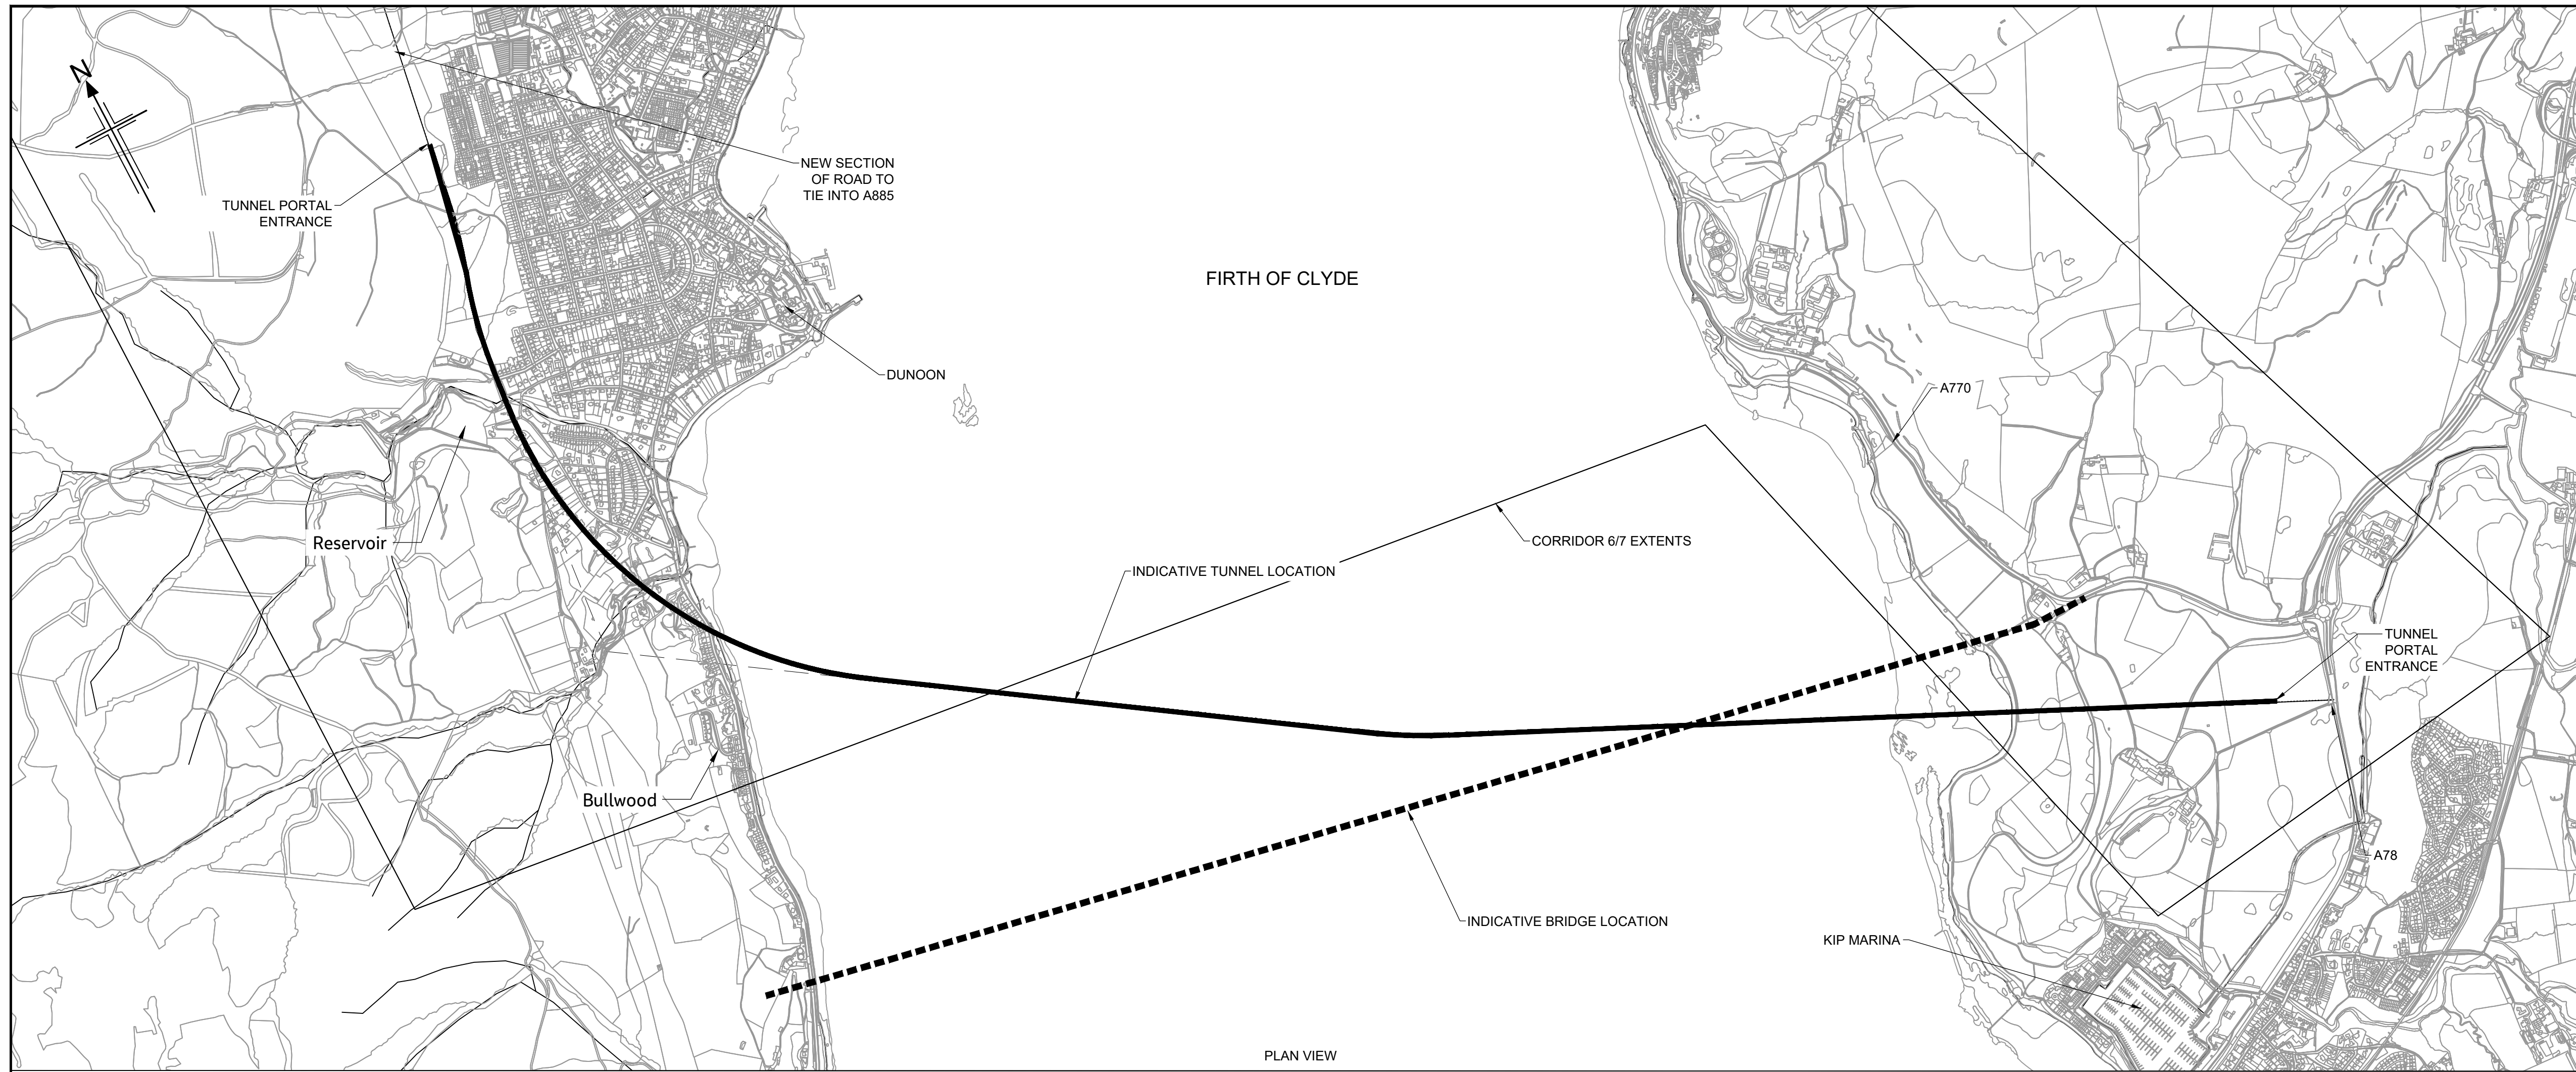 N
NEW SECTION
OF ROAD TO
TIE INTO A885
TUNNEL PORTAL
ENTRANCE
FIRTH OF CLYDE
DUNOON
A770
Reservoir
CORRIDOR 6/7 EXTENTS
INDICATIVE TUNNEL LOCATION
TUNNEL
PORTAL
ENTRANCE
Bullwood
A78
INDICATIVE BRIDGE LOCATION
KIP MARINA
PLAN VIEW